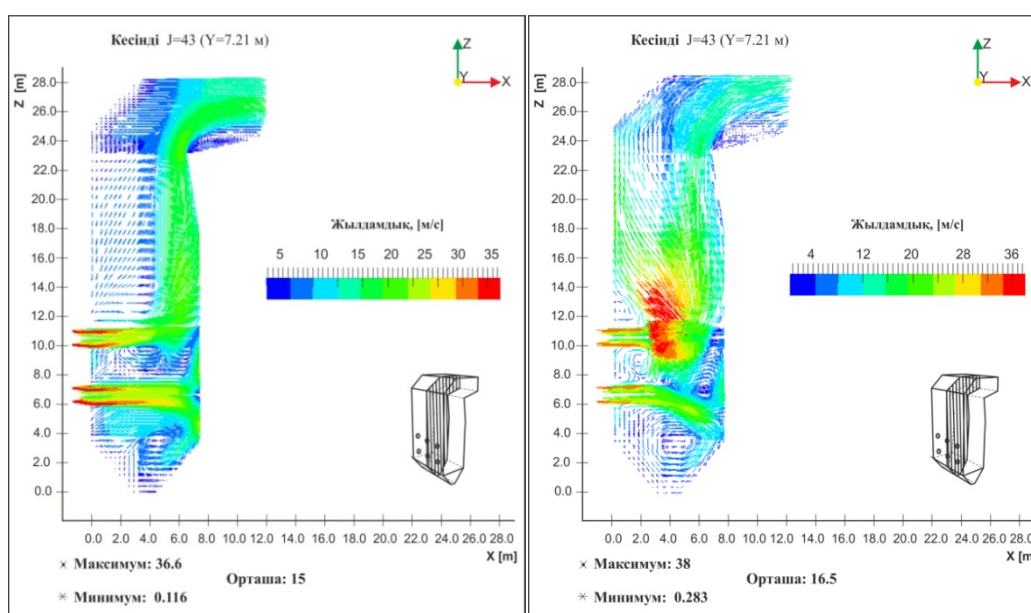 Кесінді J=43 (Y=7.21 м)
Z
Y
X
Z [m]
28.0
26.0
24.0
22.0
20.0
18.0
16.0
14.0
12.0
10.0
8.0
6.0
4.0
2.0
0.0
Жылдамдық, [м/с]
5 10 15 20 25 30 35
0.0 2.0 4.0 6.0 8.0 10.0 12.0 14.0 16.0 18.0 20.0 22.0 24.0 26.0 28.0
X [m]
Максимум: 36.6
Орташа: 15
Минимум: 0.116
Кесінді J=43 (Y=7.21 м)
Z
Y
X
Z [m]
28.0
26.0
24.0
22.0
20.0
18.0
16.0
14.0
12.0
10.0
8.0
6.0
4.0
2.0
0.0
Жылдамдық, [м/с]
4 12 20 28 36
0.0 2.0 4.0 6.0 8.0 10.0 12.0 14.0 16.0 18.0 20.0 22.0 24.0 26.0 28.0
X [m]
Максимум: 38
Орташа: 16.5
Минимум: 0.283